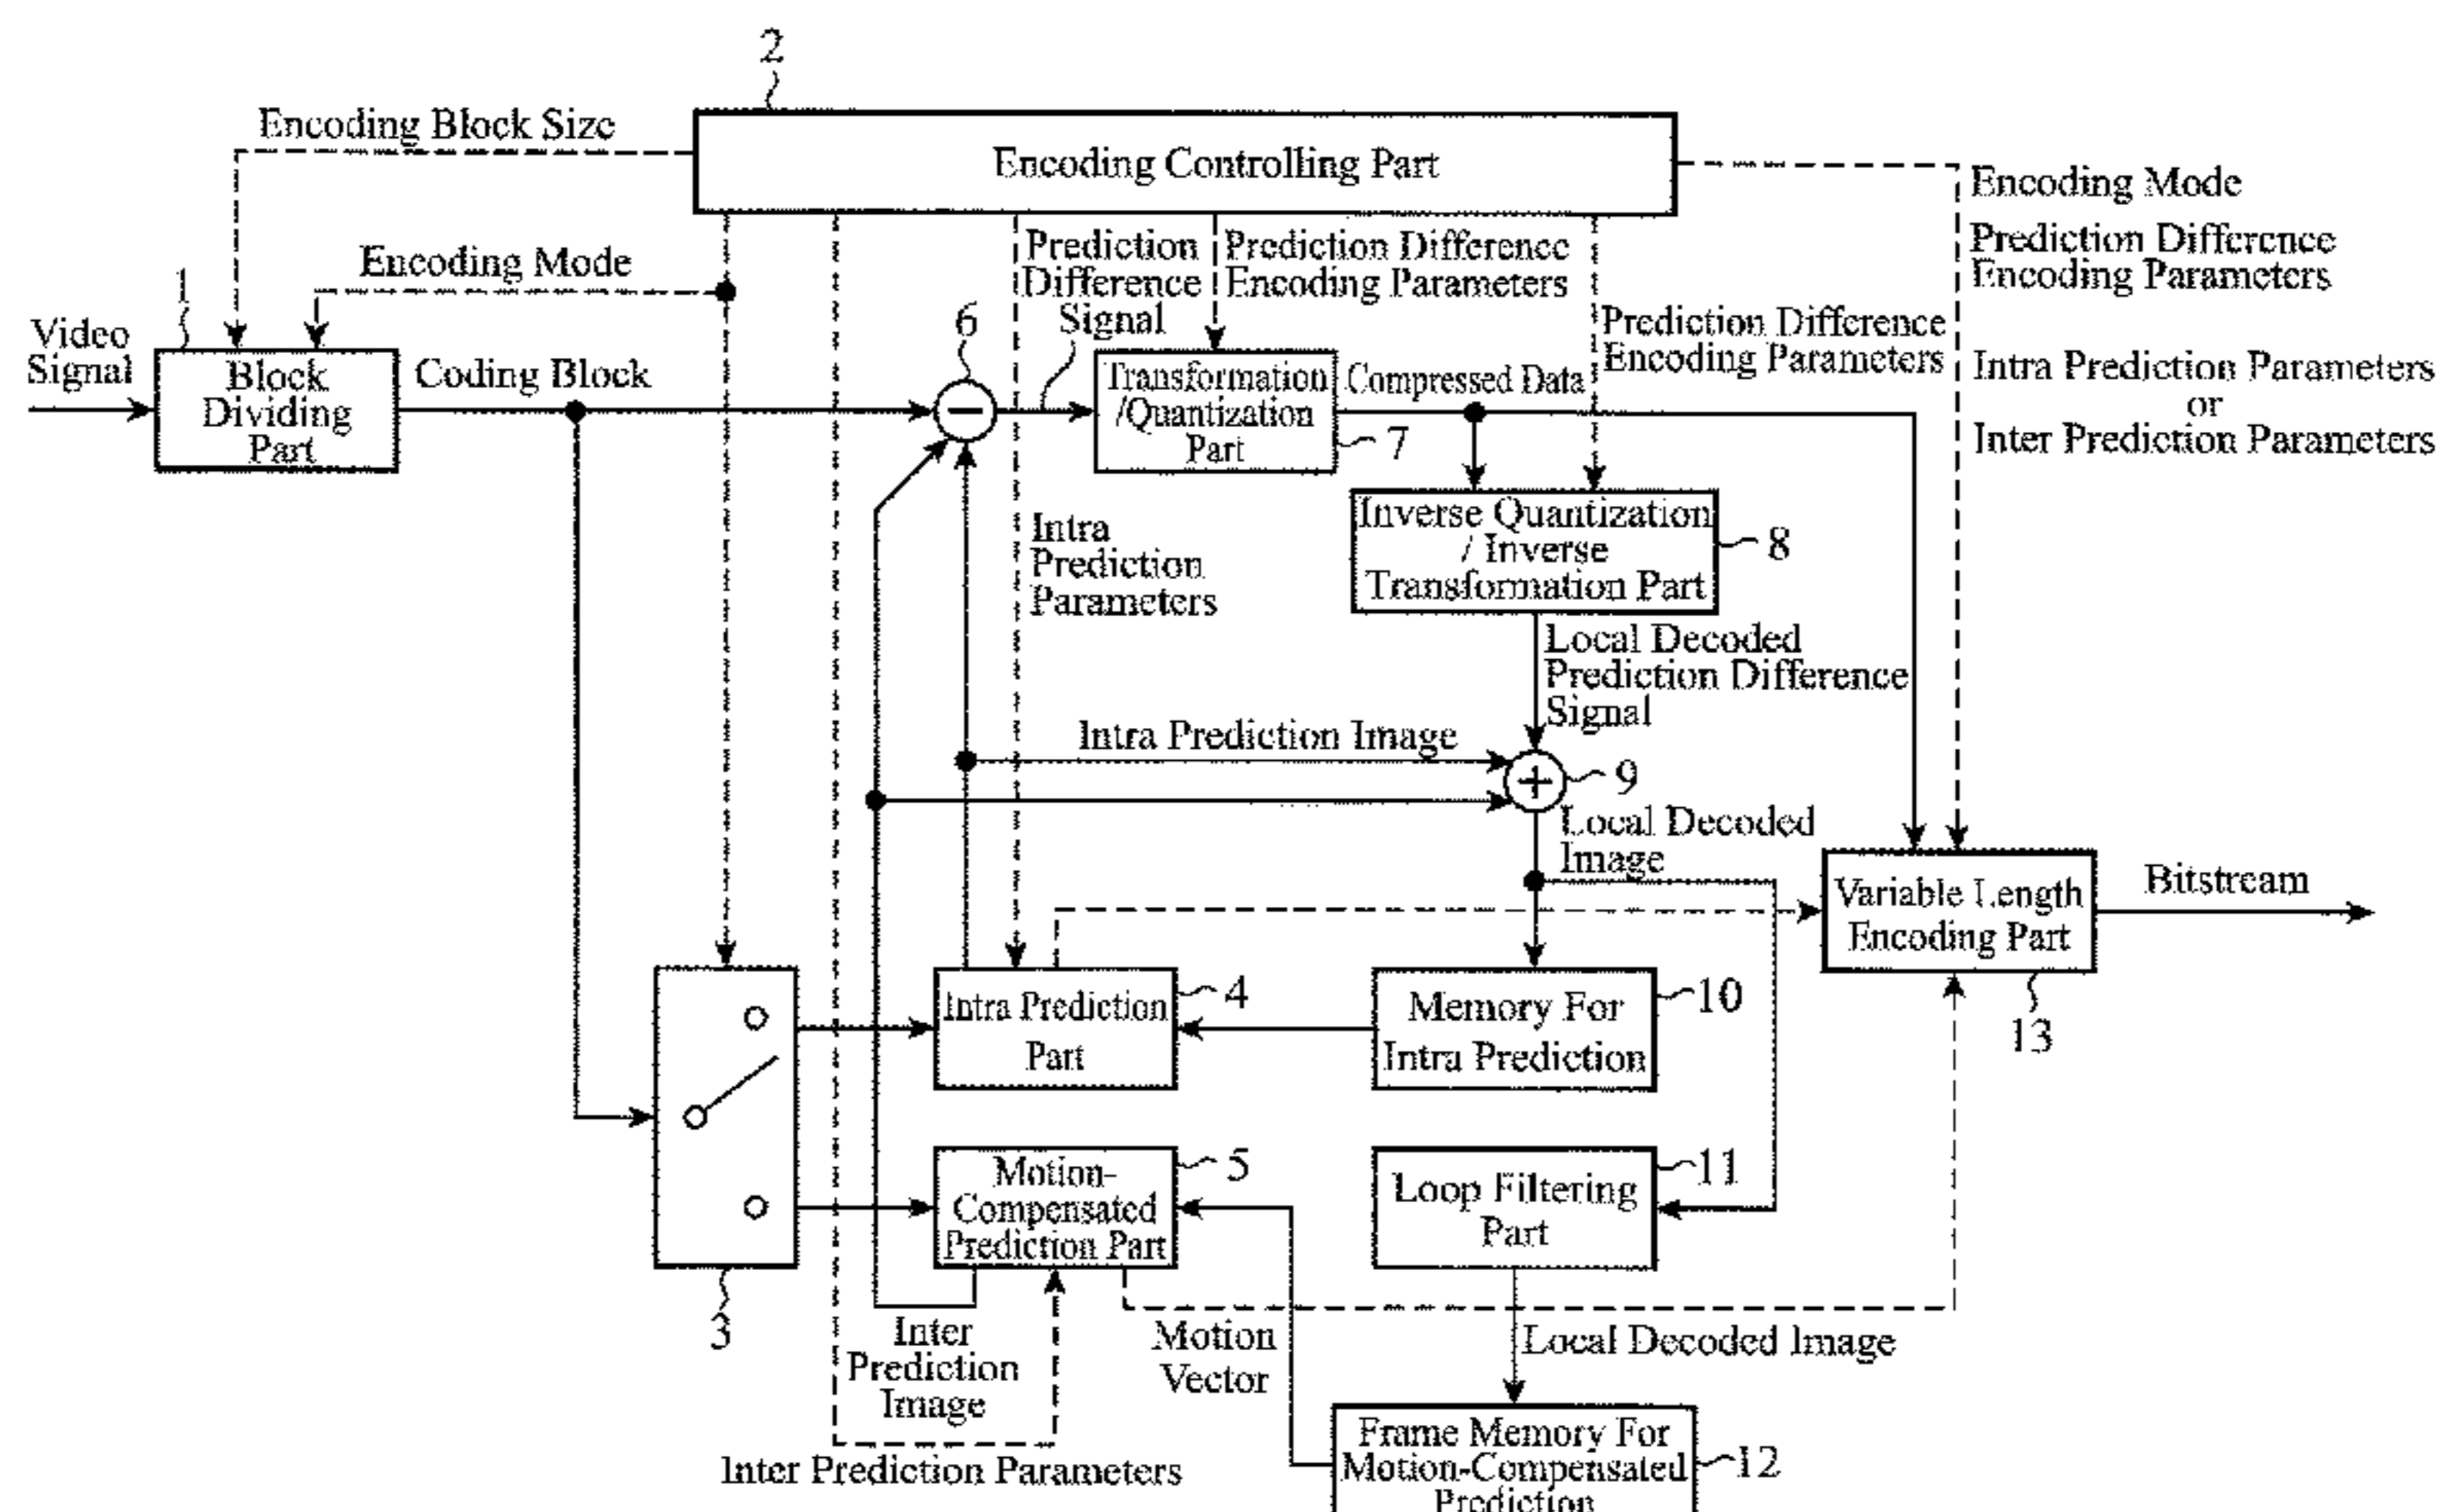 2
Encoding Block Size
Encoding Controlling Part
Encoding Mode
Prediction Difference
Encoding Parameters
Intra Prediction Parameters
or
Inter Prediction Parameters
Encoding Mode
Prediction
Difference
Signal
Prediction Difference
Encoding Parameters
Prediction Difference
Encoding Parameters
1
Video
Signal
Block
Dividing
Part
Coding Block
6
Transformation
/Quantization
Part
7
Compressed Data
Inverse Quantization
/ Inverse
Transformation Part
8
Intra
Prediction
Parameters
Local Decoded
Prediction Difference
Signal
Intra Prediction Image
9
Local Decoded
Image
Variable Length
Encoding Part
13
Bitstream
3
Intra Prediction
Part
4
Memory For
Intra Prediction
10
Motion-
Compensated
Prediction Part
5
Loop Filtering
Part
11
Inter
Prediction
Image
Motion
Vector
Local Decoded Image
Inter Prediction Parameters
Frame Memory For
Motion-Compensated
Prediction
12